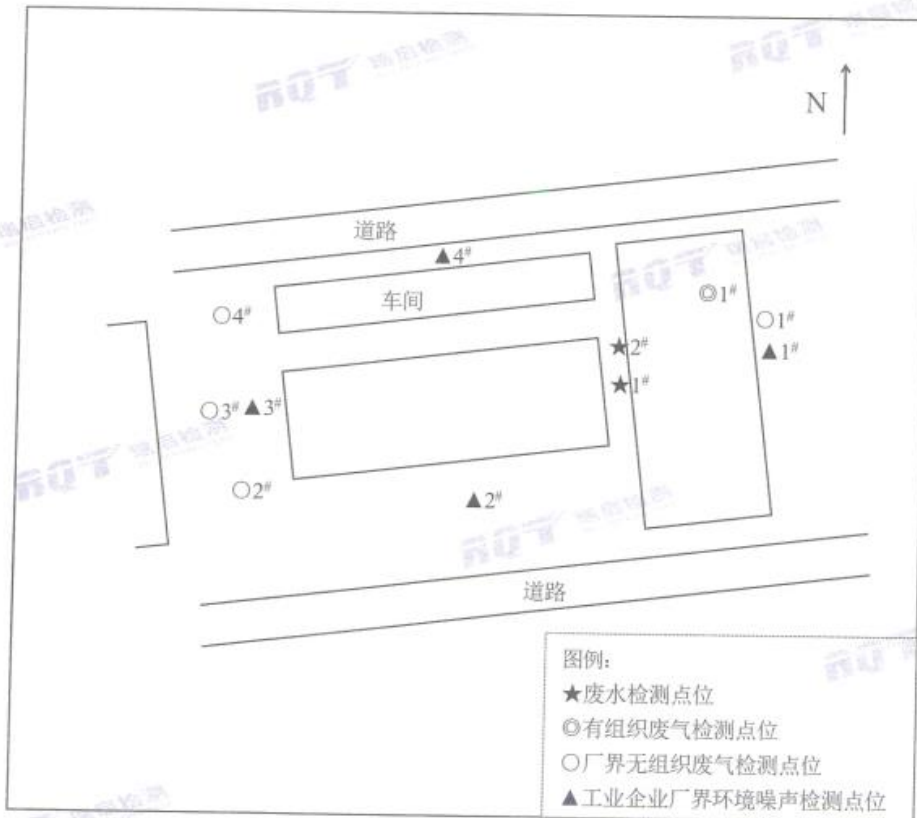 N
道路
▲4#
车间
○4#
◎1#
○1#
★2#
▲1#
★1#
○3# ▲3#
○2#
▲2#
道路
图例:
★废水检测点位
◎有组织废气检测点位
○厂界无组织废气检测点位
▲工业企业厂界环境噪声检测点位